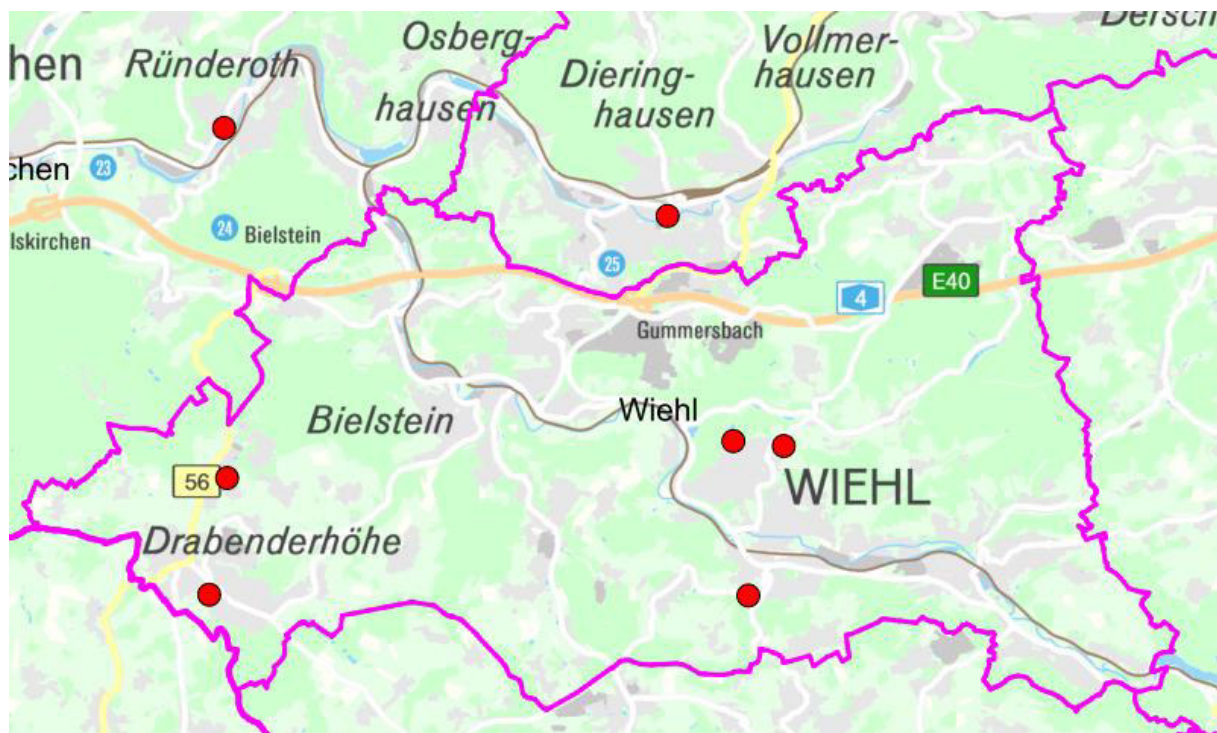 Dersch
Osberg-
hausen
Vollmer-
hausen
hen
Ründeroth
Diering-
hausen
chen
23
24
Bielstein
lskirchen
25
E40
4
Gummersbach
Wiehl
Bielstein
56
WIEHL
Drabenderhöhe